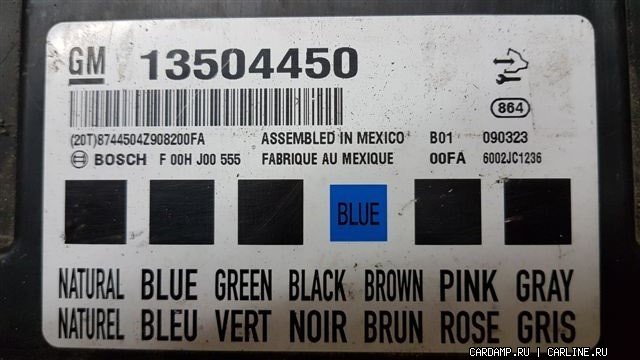 GM 13504450
864
(20T)8744504Z908200FA ASSEMBLED IN MEXICO B01 090323
BOSCH F 00H J00 555 FABRIQUE AU MEXIQUE 00FA 6002JC1236
BLUE
NATURAL BLUE GREEN BLACK BROWN PINK GRAY
NATUREL BLEU VERT NOIR BRUN ROSE GRIS
CARDAMP.RU | CARLINE.RU